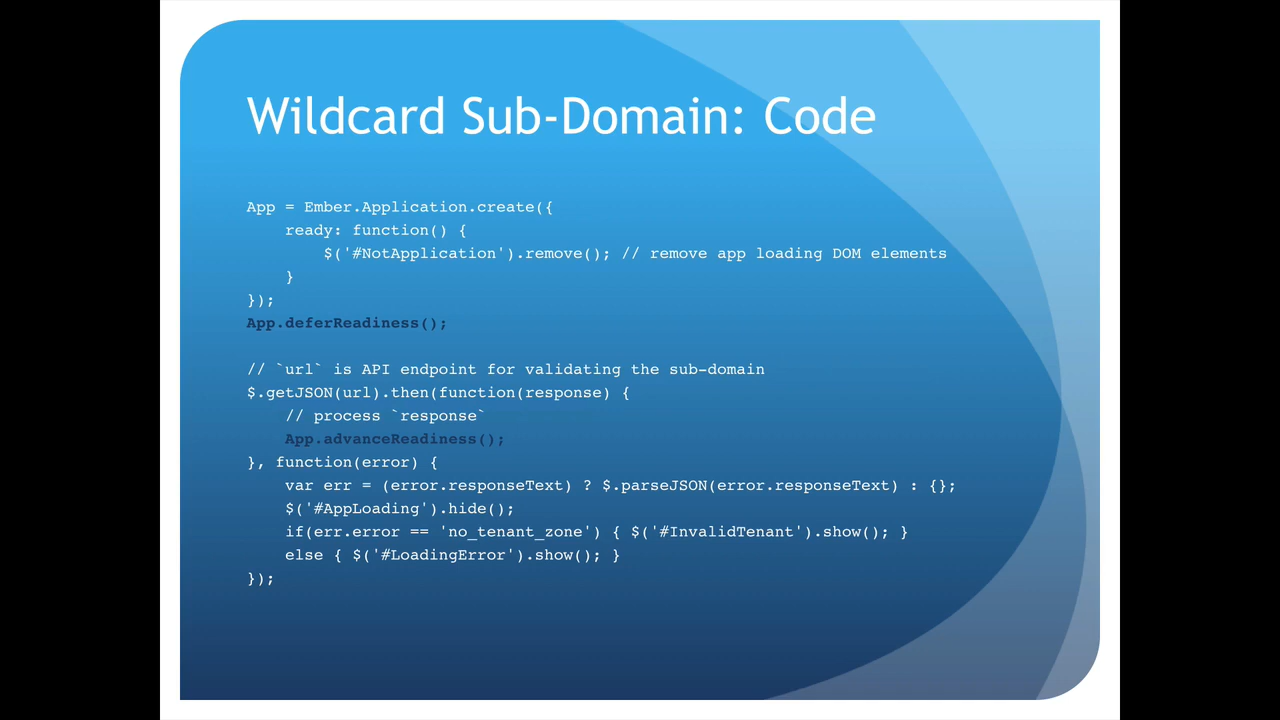 Wildcard Sub-Domain: Code
App = Ember.Application.create({
    ready: function() {
        $('#NotApplication').remove(); // remove app loading DOM elements
    }
});
App.deferReadiness();
// `url` is API endpoint for validating the sub-domain
$.getJSON(url).then(function(response) {
    // process `response`
    App.advanceReadiness();
}, function(error) {
    var err = (error.responseText) ? $.parseJSON(error.responseText) : {};
    $('#AppLoading').hide();
    if(err.error == 'no_tenant_zone') { $('#InvalidTenant').show(); }
    else { $('#LoadingError').show(); }
});